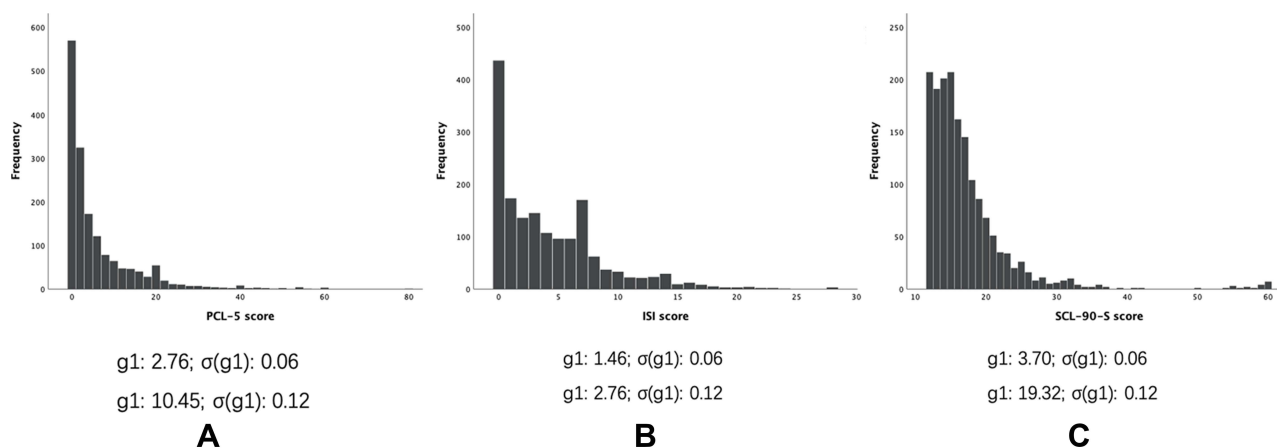 600
500
400
300
200
100
0
Frequency
0 20 40 60 80
PCL-5 score
g1: 2.76; σ(g1): 0.06
g1: 10.45; σ(g1): 0.12
A
500
400
300
200
100
0
Frequency
0 5 10 15 20 25 30
ISI score
g1: 1.46; σ(g1): 0.06
g1: 2.76; σ(g1): 0.12
B
250
200
150
100
50
0
Frequency
10 20 30 40 50 60
SCL-90-S score
g1: 3.70; σ(g1): 0.06
g1: 19.32; σ(g1): 0.12
C